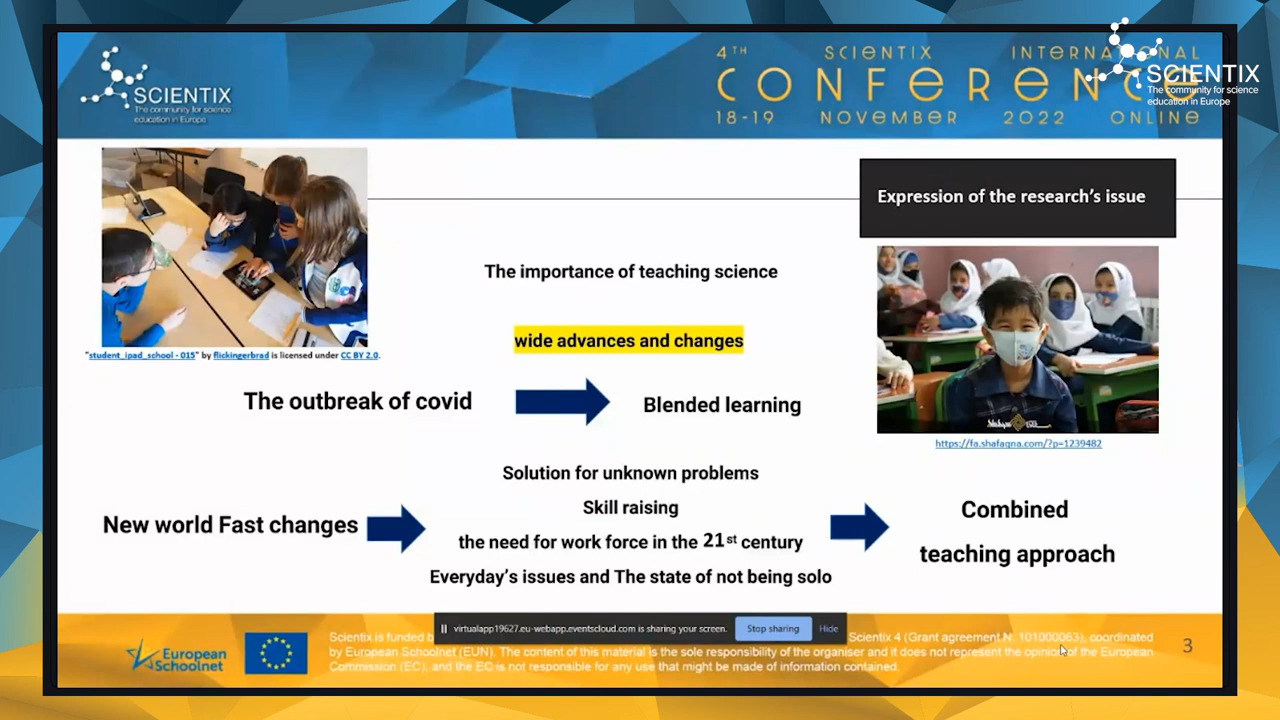 SCIENTIX
The community for science
education in Europe
4TH SCIENTIX INTERNATIONAL
CONFERENCE
18-19 NOVEMBER 2022 ONLINE
SCIENTIX
The community for science
education in Europe
Expression of the research's issue
The importance of teaching science
wide advances and changes
"student_ipad_school - 015" by flickingerbrad is licensed under CC BY 2.0.
The outbreak of covid
Blended learning
https://fa.shafaqna.com/?p=1239482
Solution for unknown problems
Skill raising
New world Fast changes
the need for work force in the 21st century
Everyday's issues and The state of not being solo
Combined
teaching approach
virtualapp19627.eu-webapp.eventscloud.com is sharing your screen. Stop sharing Hide
European
Schoolnet
Scientix is funded b Scientix 4 (Grant agreement N. 101000063), coordinated
by European Schoolnet (EUN). The content of this material is the sole responsibility of the organiser and it does not represent the opinion of the European
Commission (EC), and the EC is not responsible for any use that might be made of information contained.
3